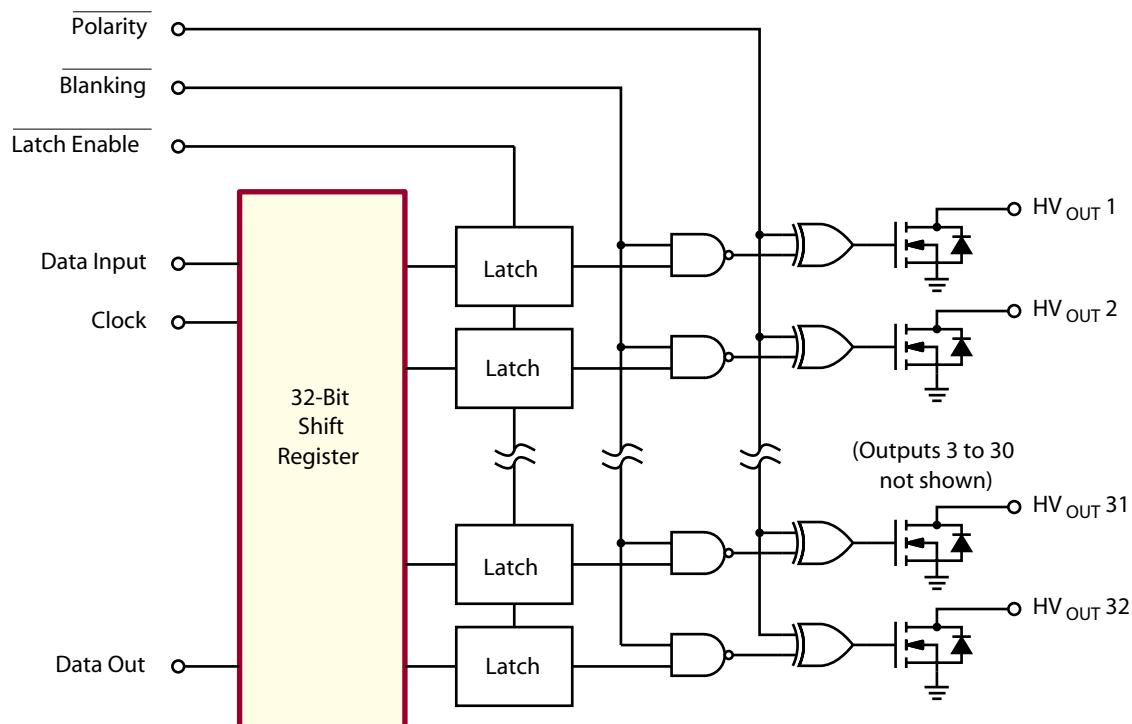 Polarity
Blanking
Latch Enable
HV OUT 1
Data Input
Latch
Clock
HV OUT 2
Latch
32-Bit
Shift
Register
(Outputs 3 to 30
not shown)
HV OUT 31
Latch
HV OUT 32
Data Out
Latch